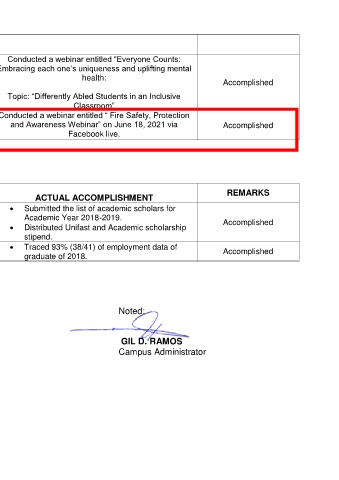 Conducted a webinar entitled "Everyone Counts:
Embracing each one's uniqueness and uplifting mental
health:
Topic: "Differently Abled Students in an Inclusive
Classroom"
Accomplished
Conducted a webinar entitled " Fire Safety, Protection
and Awareness Webinar" on June 18, 2021 via
Facebook live.
Accomplished
ACTUAL ACCOMPLISHMENT
REMARKS
• Submitted the list of academic scholars for
Academic Year 2018-2019.
• Distributed Unifast and Academic scholarship
stipend.
Accomplished
• Traced 93% (38/41) of employment data of
graduate of 2018.
Accomplished
Noted:
GIL D. RAMOS
Campus Administrator